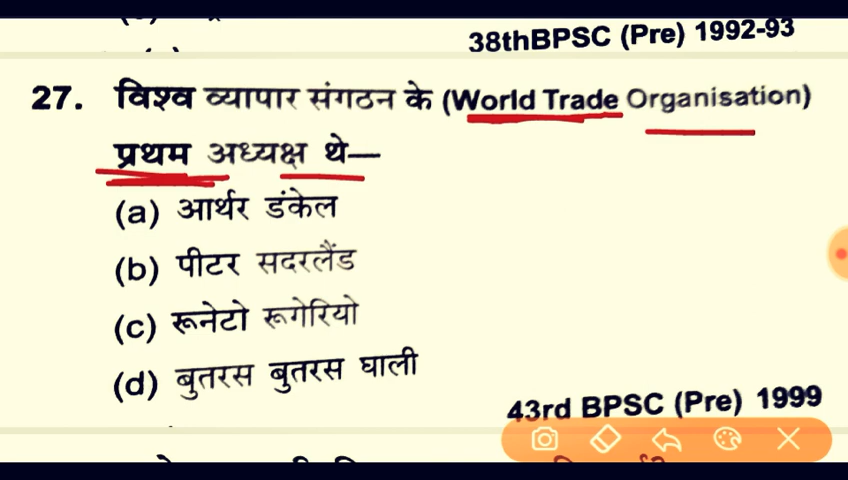 38thBPSC (Pre) 1992-93
27. विश्व व्यापार संगठन के (World Trade Organisation)
प्रथम अध्यक्ष थे—
(a) आर्थर डंकेल
(b) पीटर सदरलैंड
(c) रूनेटो रूगेरियो
(d) बुतरस बुतरस घाली
43rd BPSC (Pre) 1999